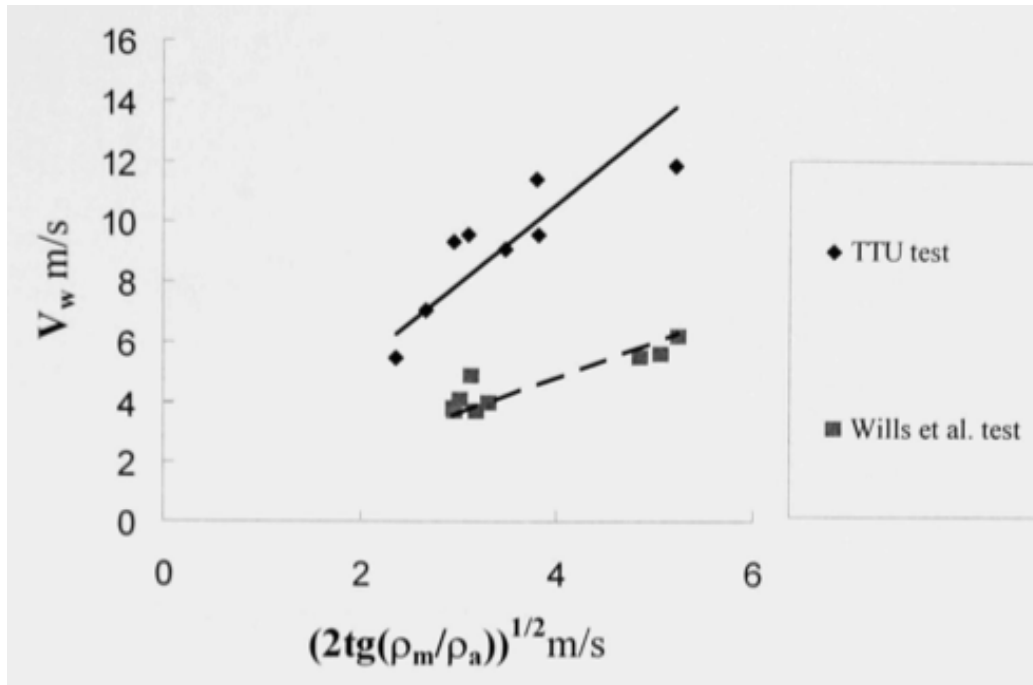 16
14
12
10
8
6
4
2
0
V_w m/s
0 2 4 6
(2tg(ρ_m/ρ_a))^{1/2}m/s
TTU test
Wills et al. test